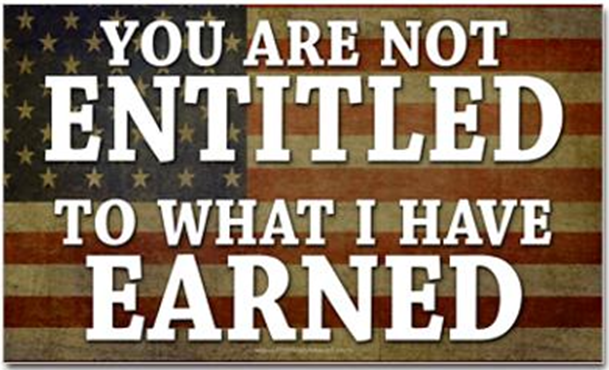 YOU ARE NOT
ENTITLED
TO WHAT I HAVE
EARNED